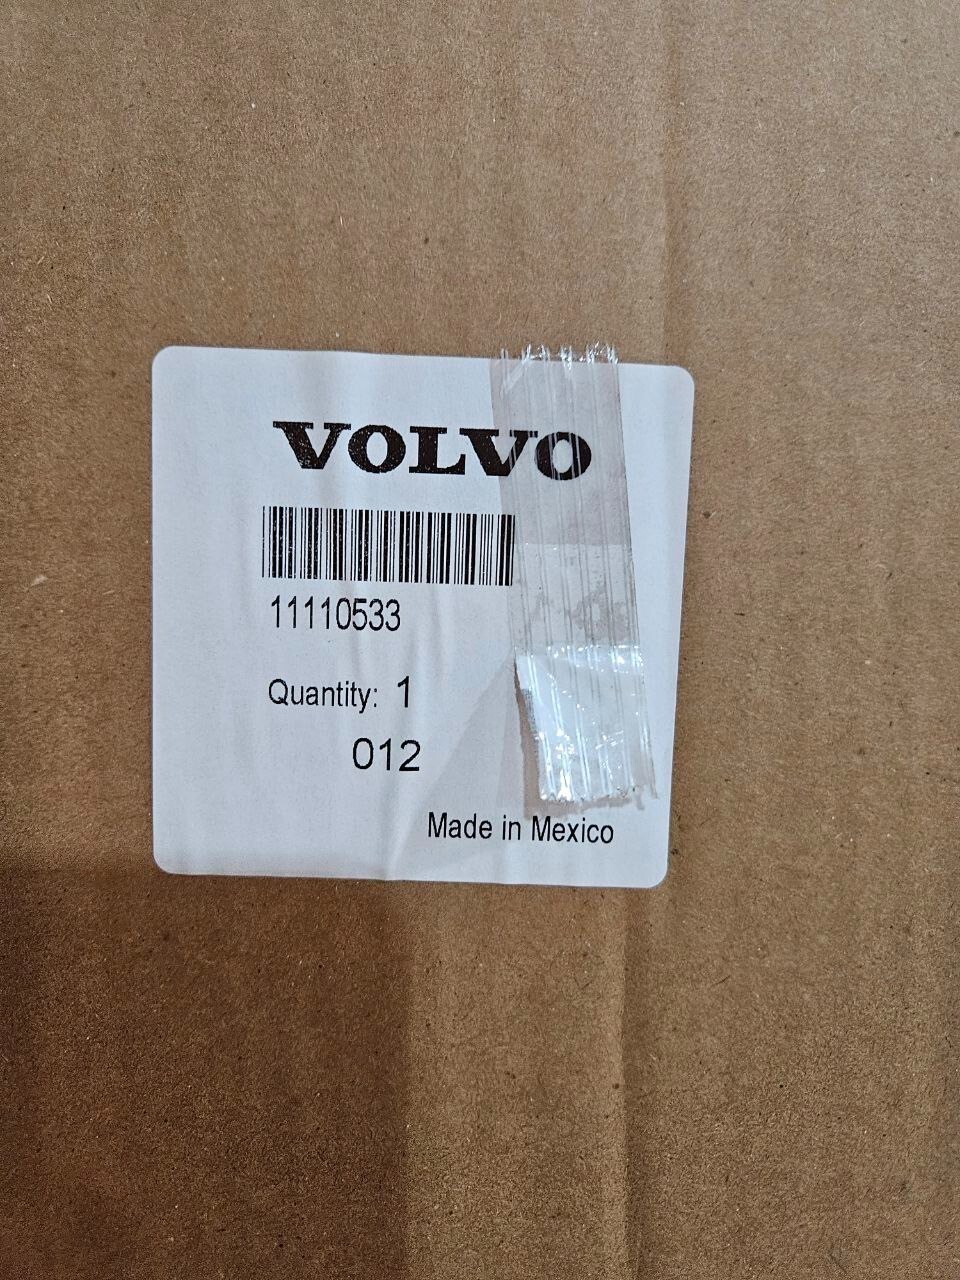 VOLVO
11110533
Quantity: 1
012
Made in Mexico